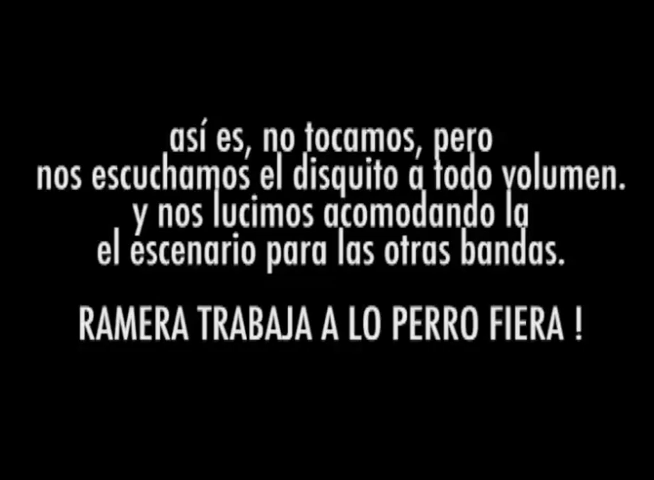 así es, no tocamos, pero
nos escuchamos el disquito a todo volumen.
y nos lucimos acomodando la
el escenario para las otras bandas.
RAMERA TRABAJA A LO PERRO FIERA !